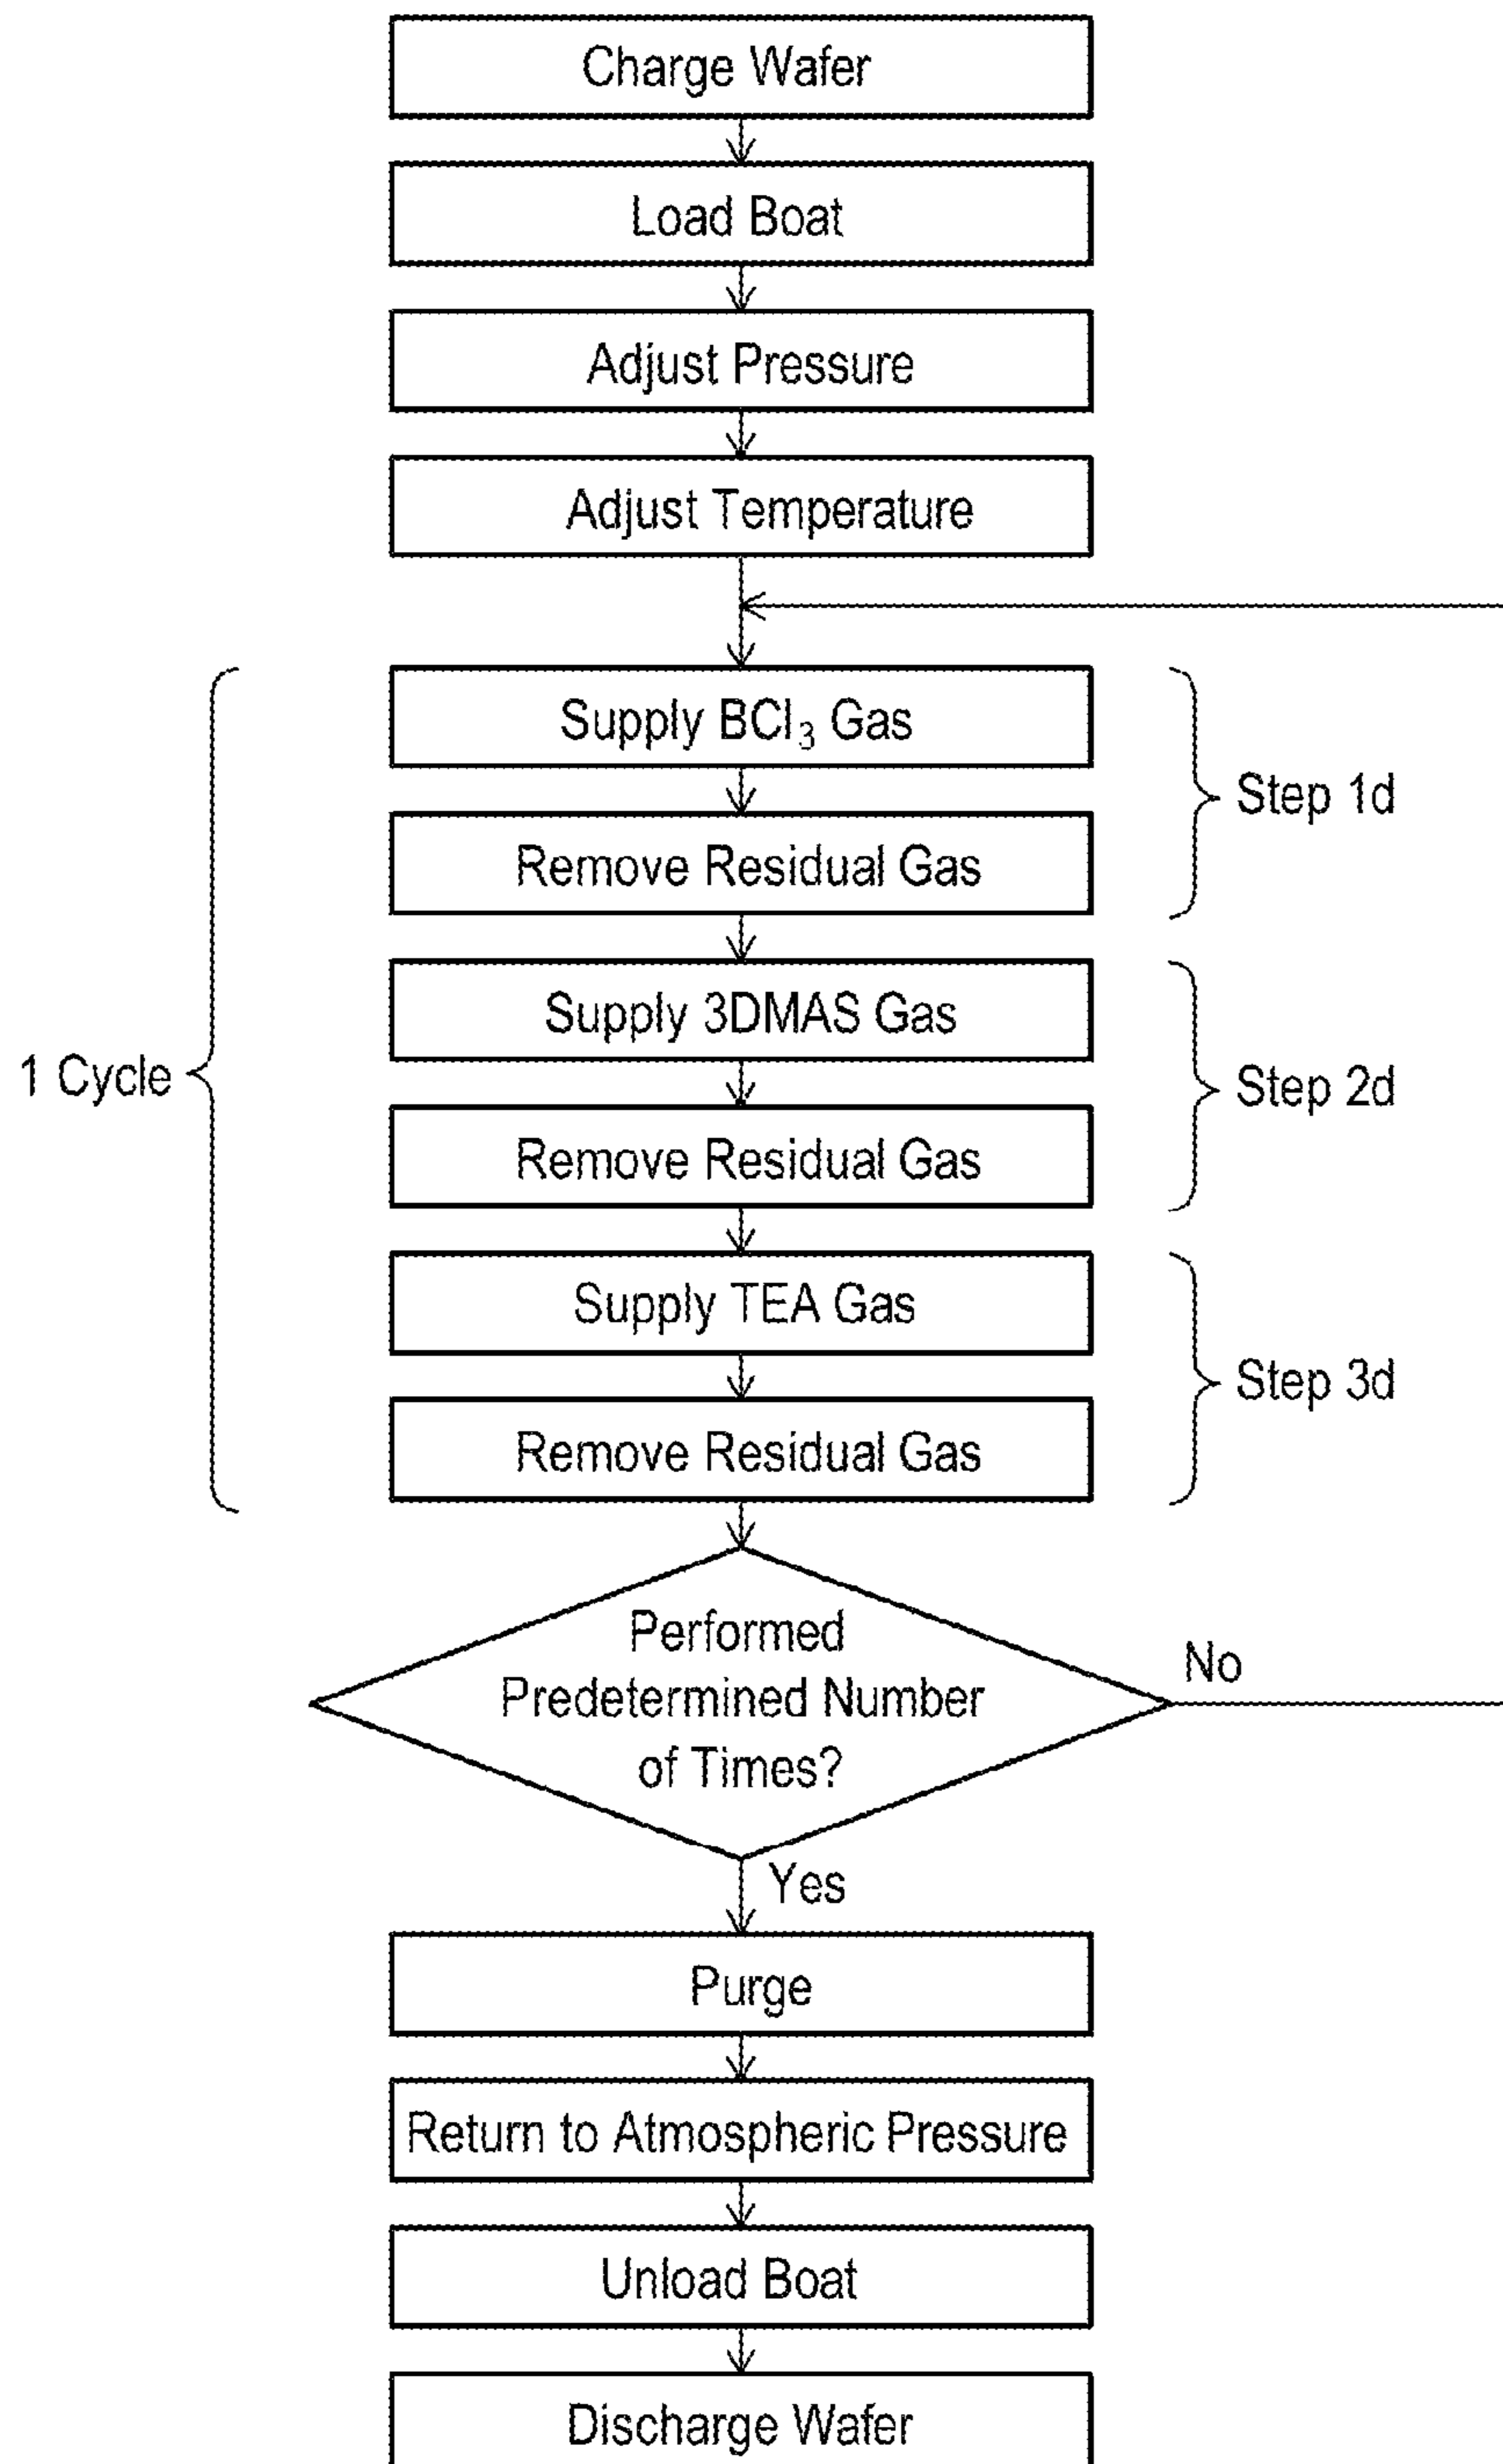 Charge Wafer
Load Boat
Adjust Pressure
Adjust Temperature
Supply BCl₃ Gas
Step 1d
Remove Residual Gas
Supply 3DMAS Gas
1 Cycle
Step 2d
Remove Residual Gas
Supply TEA Gas
Step 3d
Remove Residual Gas
Performed
Predetermined Number
of Times?
No
Yes
Purge
Return to Atmospheric Pressure
Unload Boat
Discharge Wafer